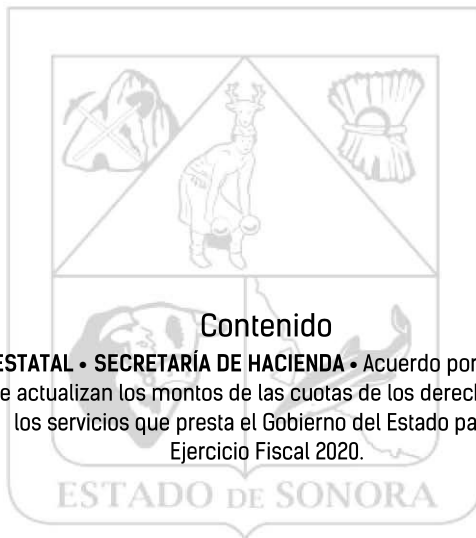 Contenido
ESTATAL • SECRETARÍA DE HACIENDA • Acuerdo por
e actualizan los montos de las cuotas de los derec
los servicios que presta el Gobierno del Estado pa
Ejercicio Fiscal 2020.
ESTADO DE SONORA